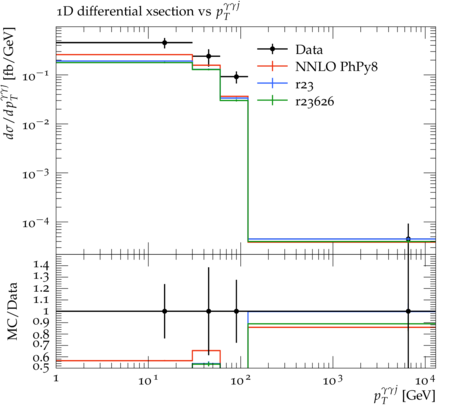 1D differential xsection vs p_T^{γγj}
dσ/dp_T^{γγj} [fb/GeV]
10^{-1}
10^{-2}
10^{-3}
10^{-4}
Data
NNLO PhPy8
r23
r23626
MC/Data
1.4
1.3
1.2
1.1
1
0.9
0.8
0.7
0.6
0.5
1 10^1 10^2 10^3 10^4
p_T^{γγj} [GeV]